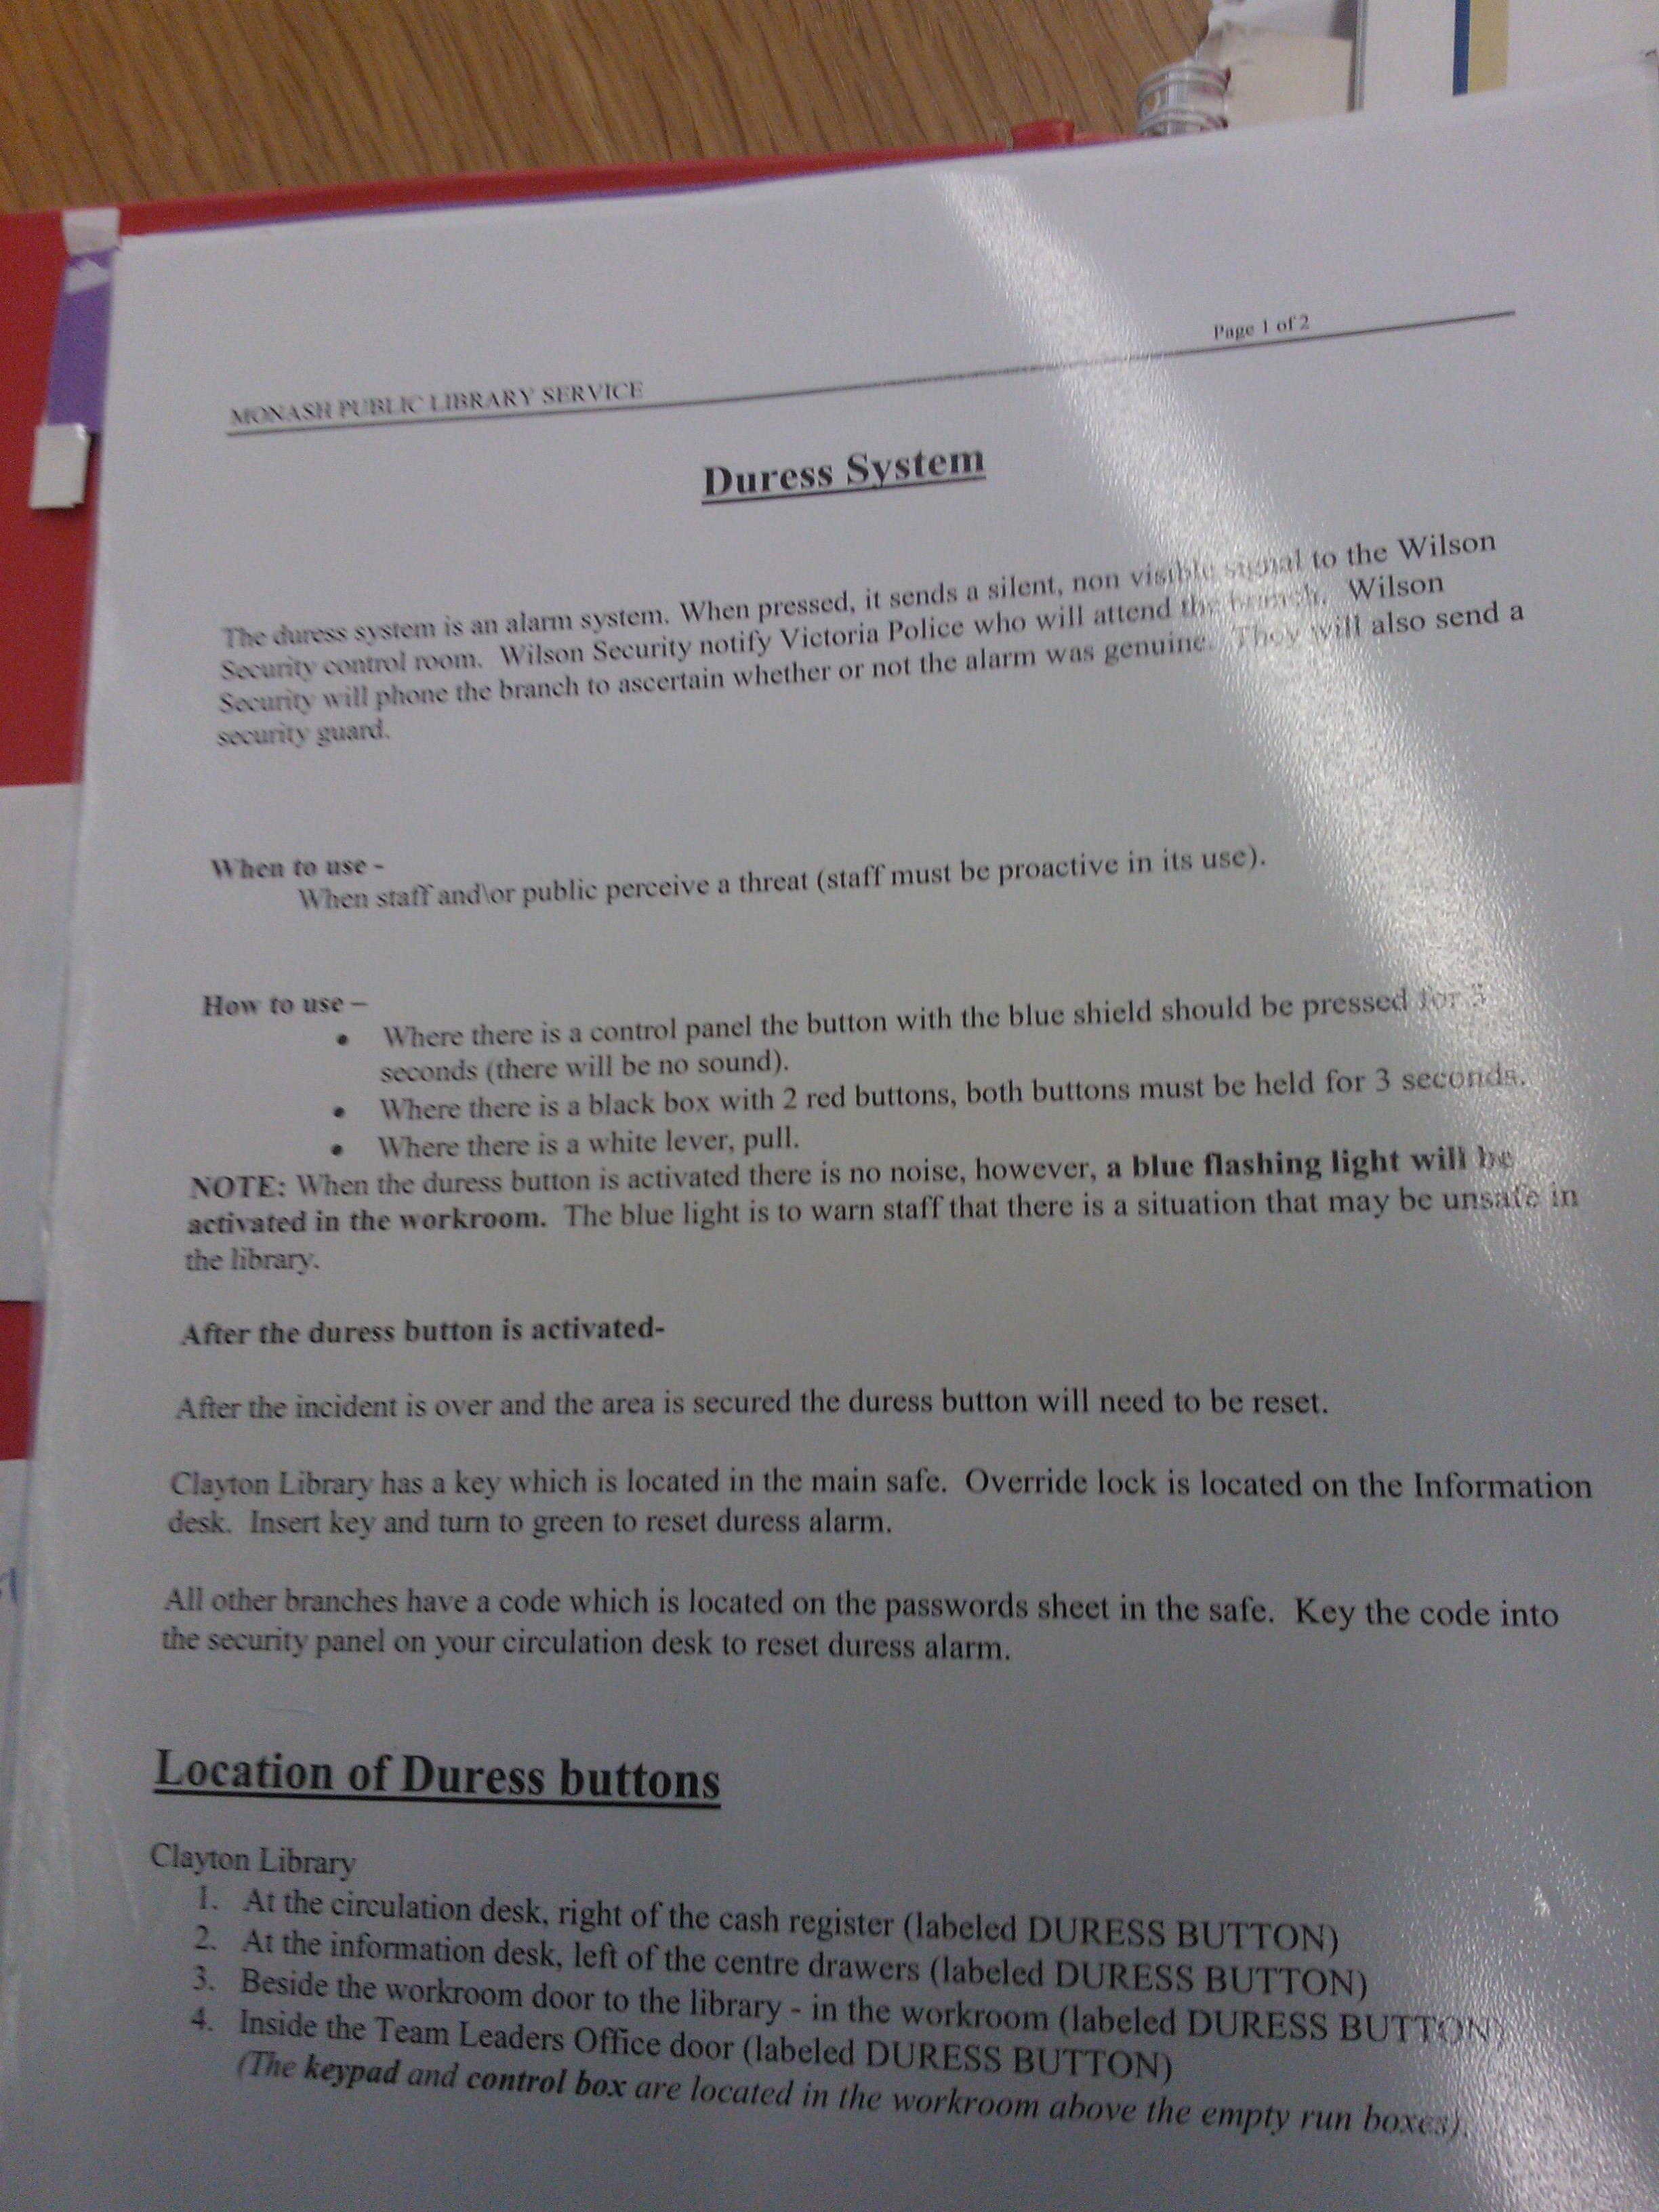 Page 1 of 2
MONASH PUBLIC LIBRARY SERVICE
Duress System
The duress system is an alarm system. When pressed, it sends a silent, non visible signal to the Wilson
Security control room. Wilson Security notify Victoria Police who will attend the branch. Wilson
Security will phone the branch to ascertain whether or not the alarm was genuine. They will also send a
security guard.
When to use -
When staff and\or public perceive a threat (staff must be proactive in its use).
How to use –
• Where there is a control panel the button with the blue shield should be pressed for
seconds (there will be no sound).
• Where there is a black box with 2 red buttons, both buttons must be held for 3 seconds.
• Where there is a white lever, pull.
NOTE: When the duress button is activated there is no noise, however, a blue flashing light will be
activated in the workroom. The blue light is to warn staff that there is a situation that may be unsafe in
the library.
After the duress button is activated-
After the incident is over and the area is secured the duress button will need to be reset.
Clayton Library has a key which is located in the main safe. Override lock is located on the Information
desk. Insert key and turn to green to reset duress alarm.
All other branches have a code which is located on the passwords sheet in the safe. Key the code into
the security panel on your circulation desk to reset duress alarm.
Location of Duress buttons
Clayton Library
1. At the circulation desk, right of the cash register (labeled DURESS BUTTON)
2. At the information desk, left of the centre drawers (labeled DURESS BUTTON)
3. Beside the workroom door to the library - in the workroom (labeled DURESS BUTTON)
4. Inside the Team Leaders Office door (labeled DURESS BUTTON)
(The keypad and control box are located in the workroom above the empty run boxes).